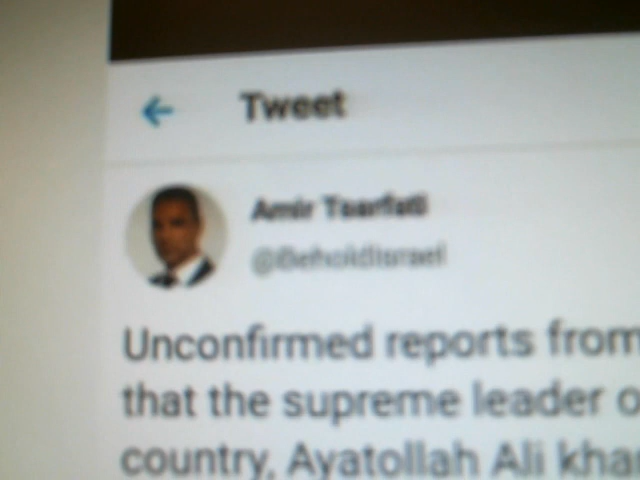 Tweet
Amir Tsarfati
@BeholdIsrael
Unconfirmed reports from
that the supreme leader o
country, Ayatollah Ali kha